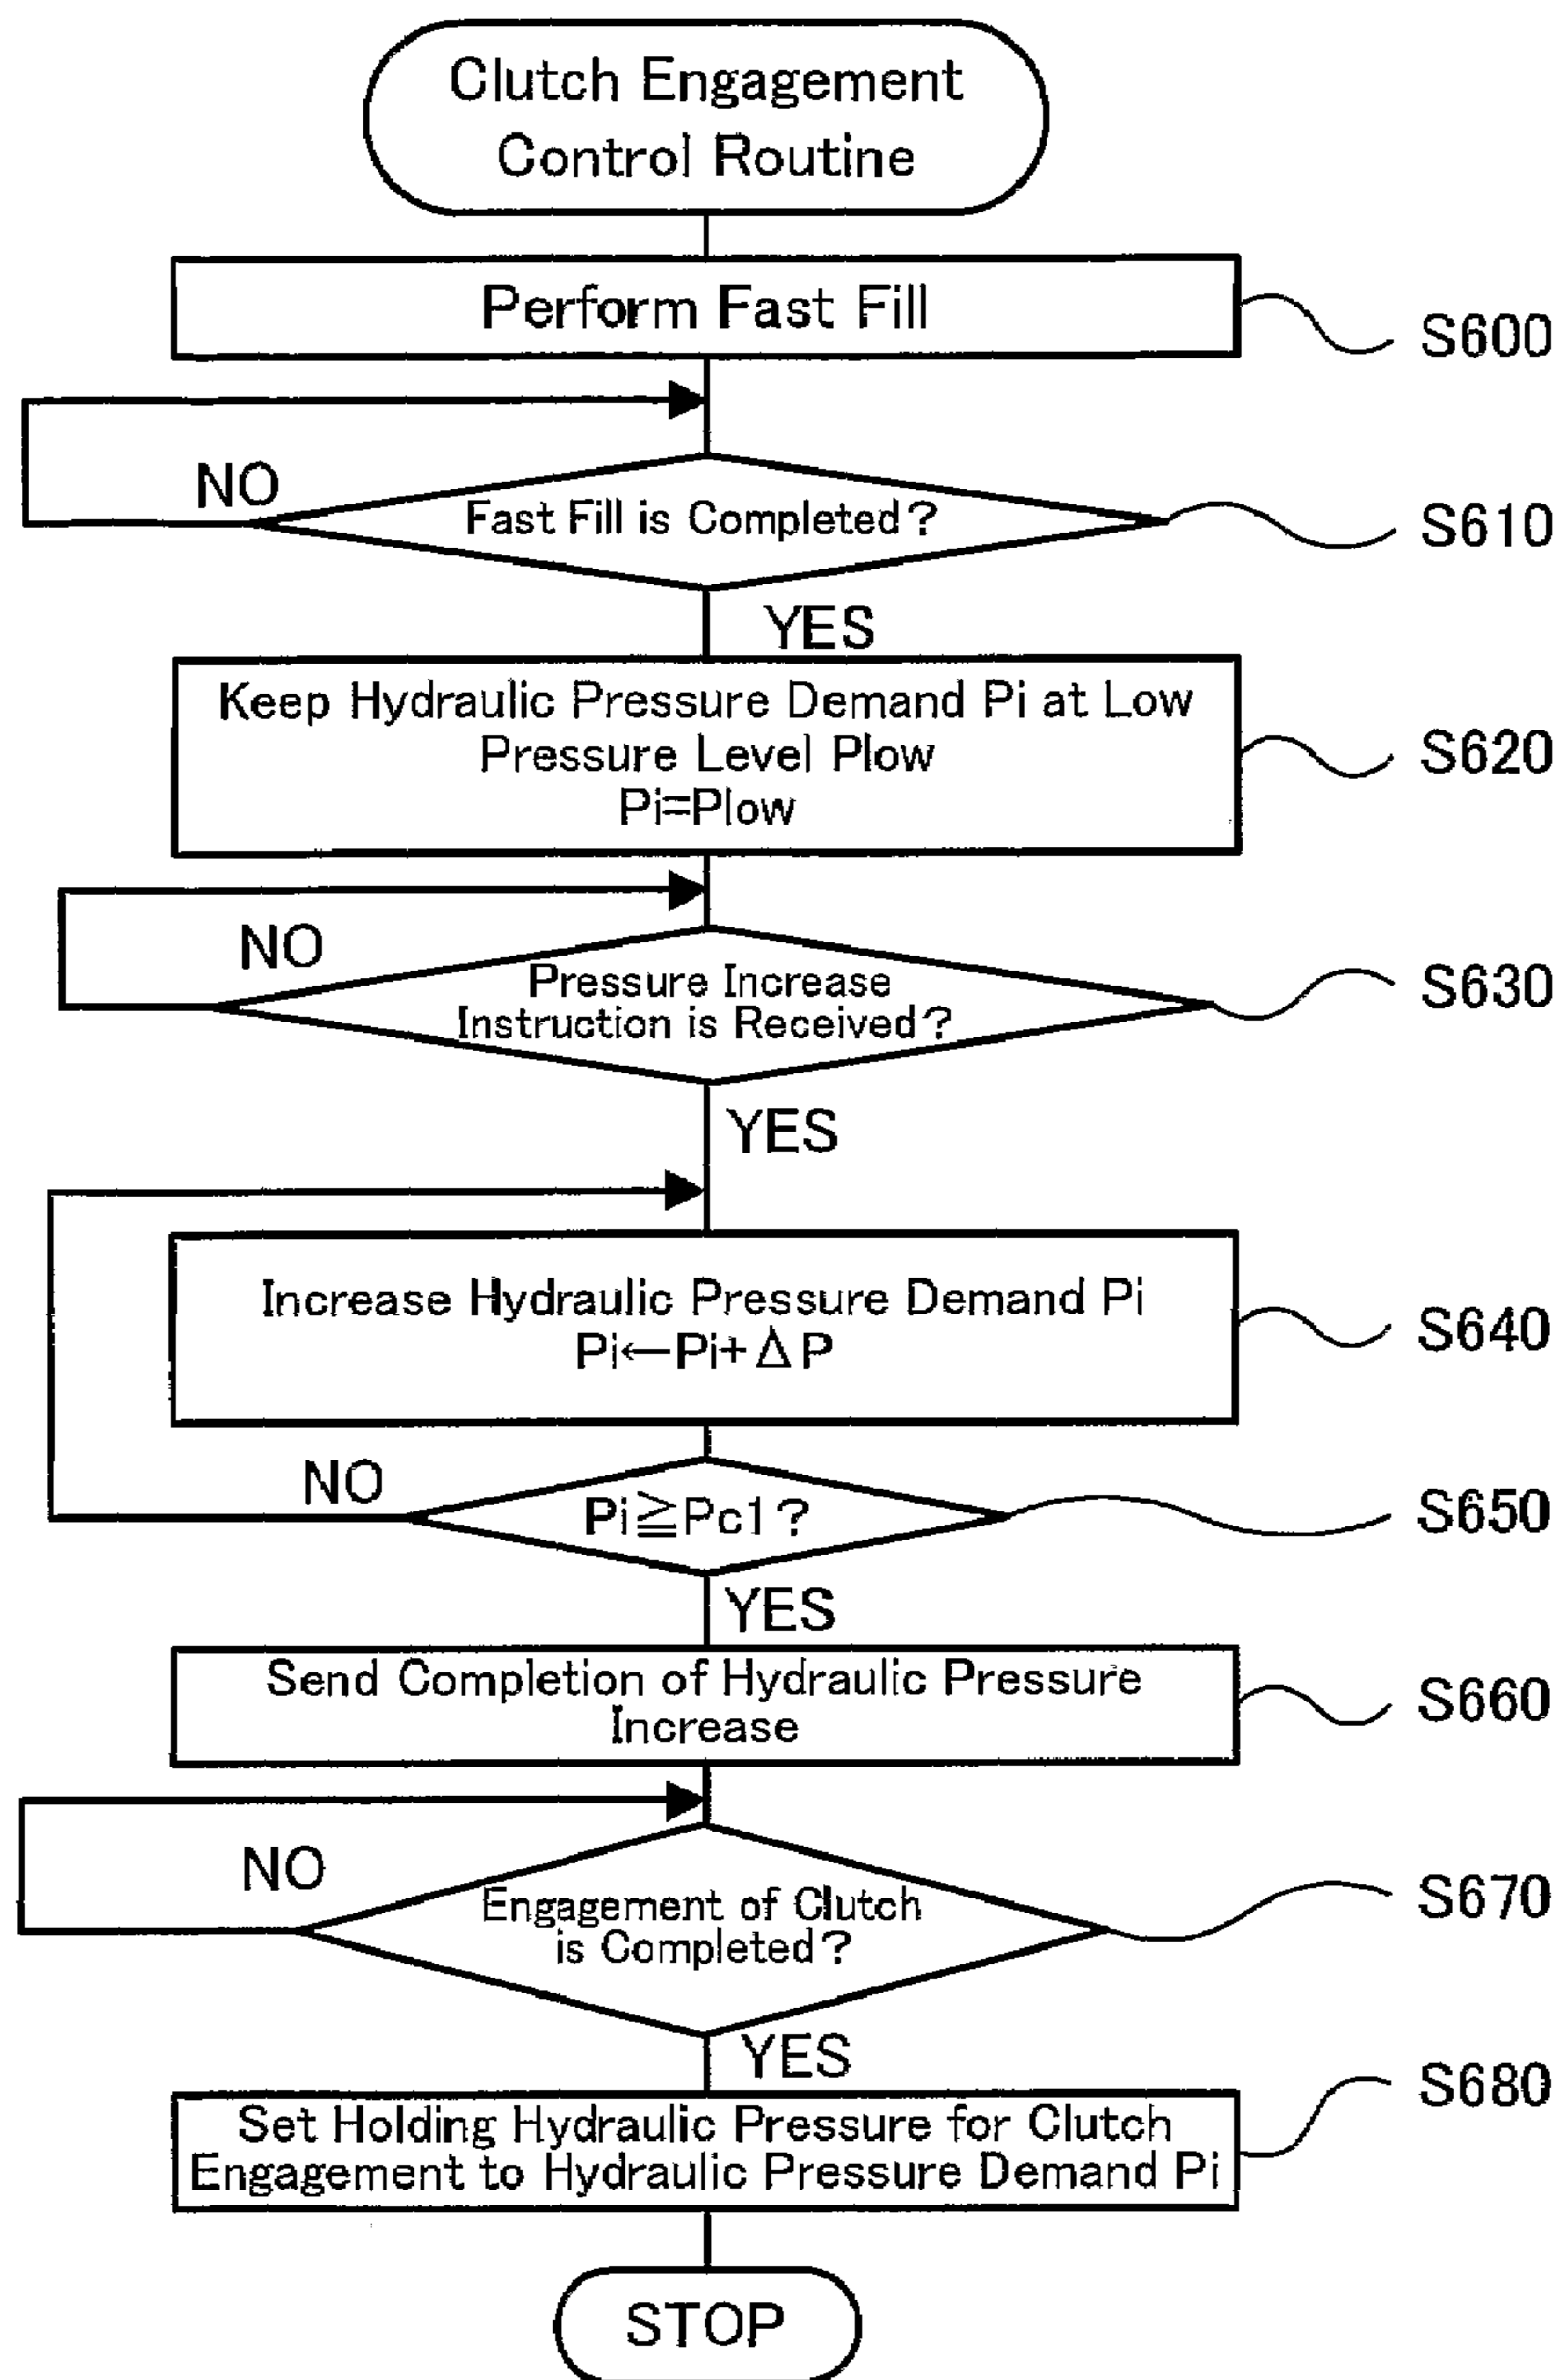 Clutch Engagement
Control Routine
Perform Fast Fill
S600
NO
Fast Fill is Completed?
S610
YES
Keep Hydraulic Pressure Demand Pi at Low
Pressure Level Plow
Pi=Plow
S620
NO
Pressure Increase
Instruction is Received?
S630
YES
Increase Hydraulic Pressure Demand Pi
Pi←Pi+ΔP
S640
NO
Pi≧Pc1?
S650
YES
Send Completion of Hydraulic Pressure
Increase
S660
NO
Engagement of Clutch
is Completed?
S670
YES
Set Holding Hydraulic Pressure for Clutch
Engagement to Hydraulic Pressure Demand Pi
S680
STOP